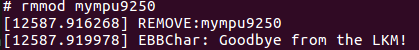 # rmmod mympu9250
[12587.916268] REMOVE:mympu9250
[12587.919978] EBBChar: Goodbye from the LKM!